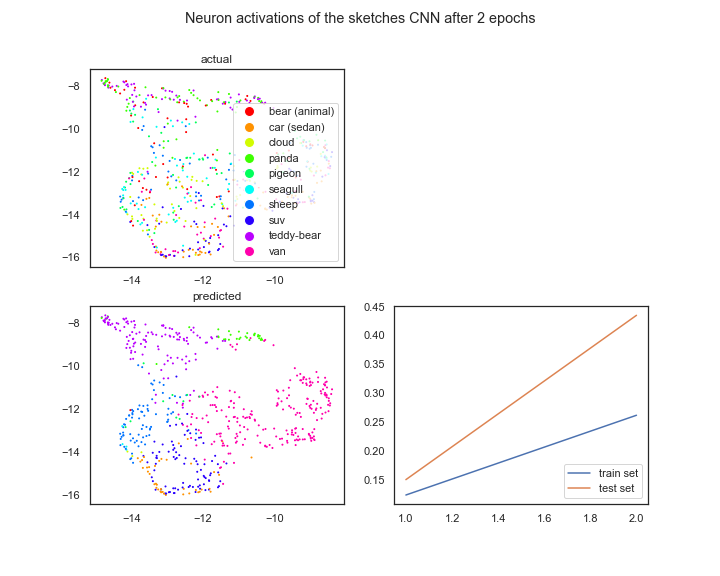 Neuron activations of the sketches CNN after 2 epochs
actual
−8
−10
−12
−14
−16
−14
−12
−10
bear (animal)
car (sedan)
cloud
panda
pigeon
seagull
sheep
suv
teddy-bear
van
predicted
−8
−10
−12
−14
−16
−14
−12
−10
0.45
0.40
0.35
0.30
0.25
0.20
0.15
1.0
1.2
1.4
1.6
1.8
2.0
train set
test set